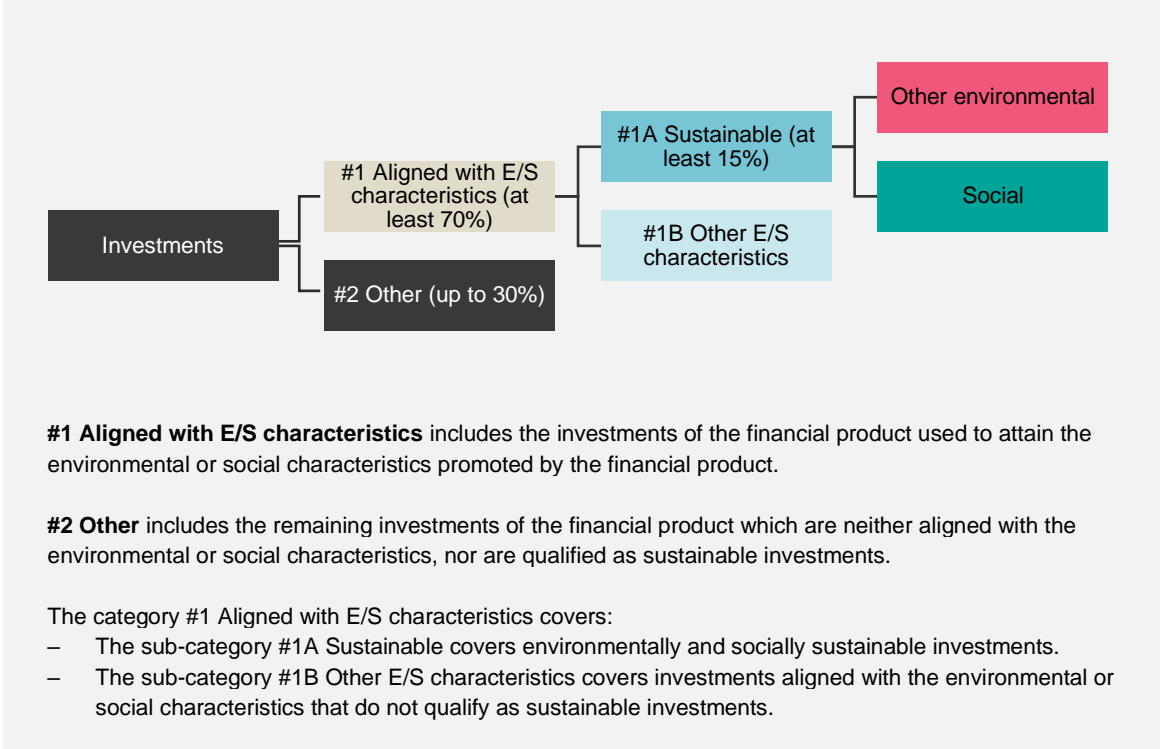 Other environmental
#1A Sustainable (at
least 15%)
#1 Aligned with E/S
characteristics (at
least 70%)
Social
Investments
#1B Other E/S
characteristics
#2 Other (up to 30%)
#1 Aligned with E/S characteristics includes the investments of the financial product used to attain the
environmental or social characteristics promoted by the financial product.
#2 Other includes the remaining investments of the financial product which are neither aligned with the
environmental or social characteristics, nor are qualified as sustainable investments.
The category #1 Aligned with E/S characteristics covers:
– The sub-category #1A Sustainable covers environmentally and socially sustainable investments.
– The sub-category #1B Other E/S characteristics covers investments aligned with the environmental or
social characteristics that do not qualify as sustainable investments.